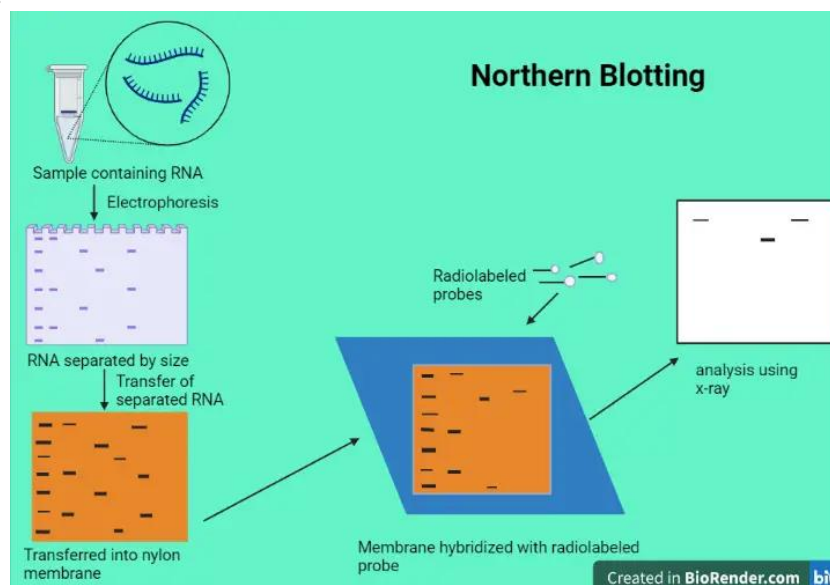 Northern Blotting
Sample containing RNA
Electrophoresis
RNA separated by size
Transfer of
separated RNA
Transferred into nylon
membrane
Radiolabeled
probes
Membrane hybridized with radiolabeled
probe
analysis using
x-ray
Created in BioRender.com